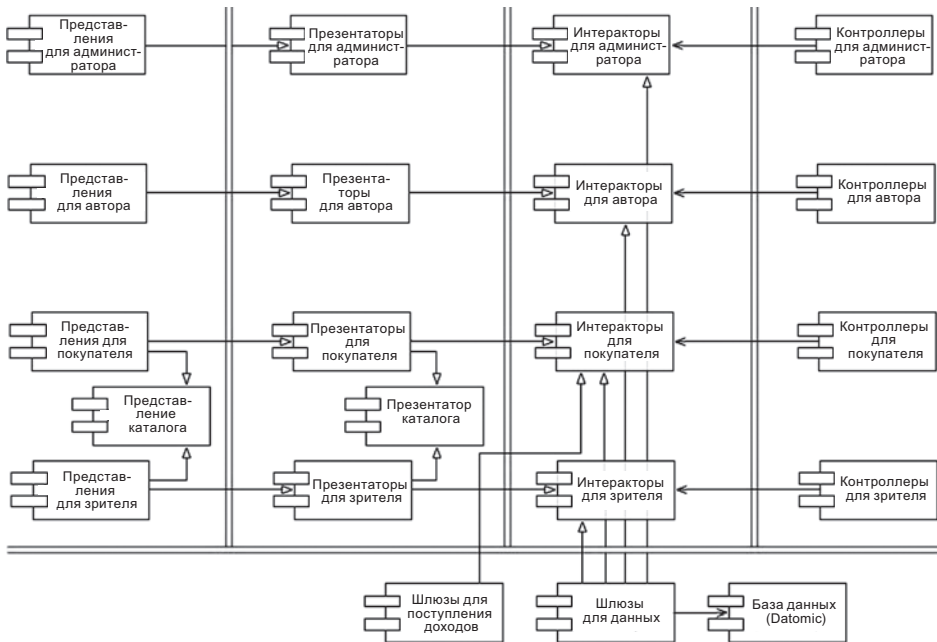 Представления
для админист-
ратора
Презентаторы
для админист-
ратора
Интеракторы
для админист-
ратора
Контроллеры
для админист-
ратора
Представ-
ления
для автора
Презента-
торы
для автора
Интеракторы
для автора
Контроллеры
для автора
Представ-
ления для
покупателя
Презентаторы
для
покупателя
Интеракторы
для
покупателя
Контроллеры
для
покупателя
Представ-
ление
каталога
Презентатор
каталога
Представ-
ления
для зрителя
Презентаторы
для зрителя
Интеракторы
для зрителя
Контроллеры
для зрителя
Шлюзы для
поступления
доходов
Шлюзы
для данных
База данных
(Datomic)